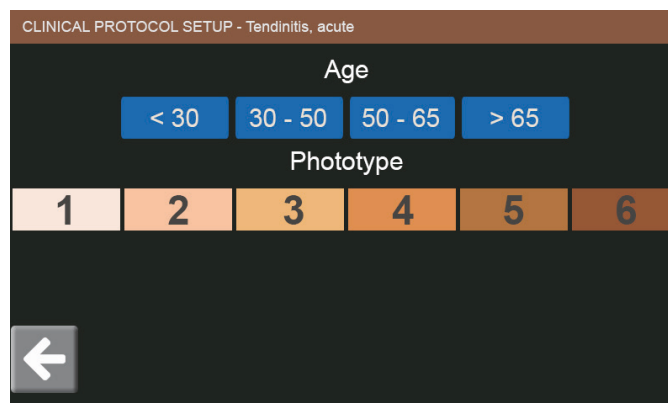 CLINICAL PROTOCOL SETUP - Tendinitis, acute
Age
< 30 30 - 50 50 - 65 > 65
Phototype
1 2 3 4 5 6